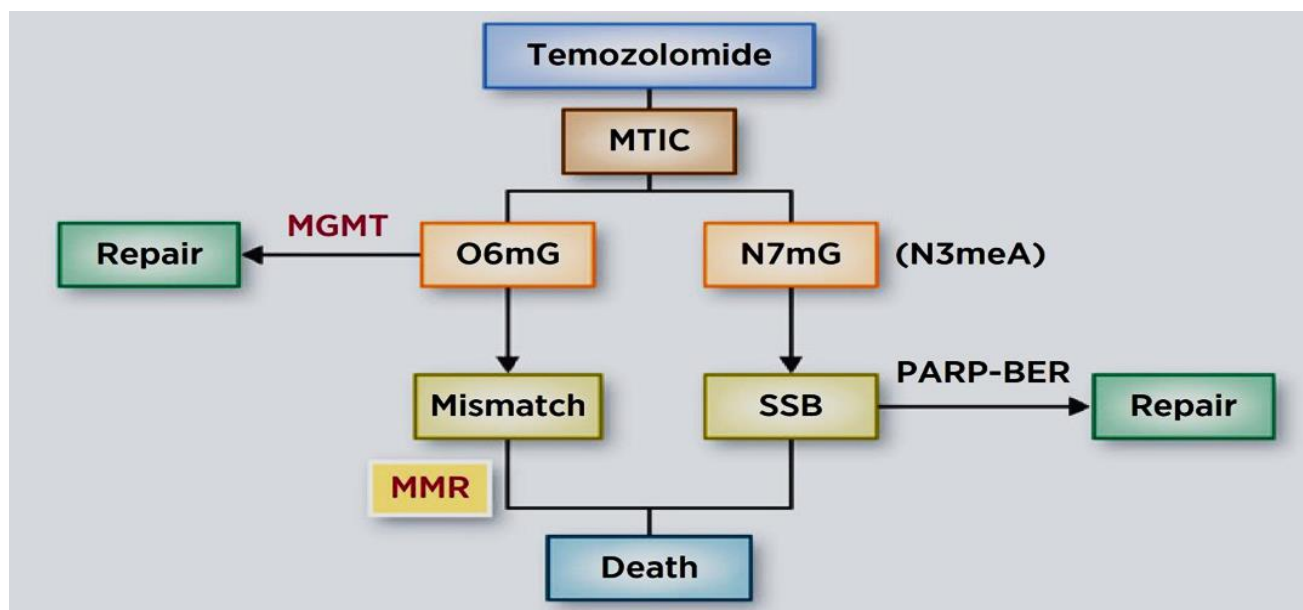 Temozolomide
MTIC
MGMT
Repair
O6mG
N7mG
(N3meA)
PARP-BER
Mismatch
SSB
Repair
MMR
Death